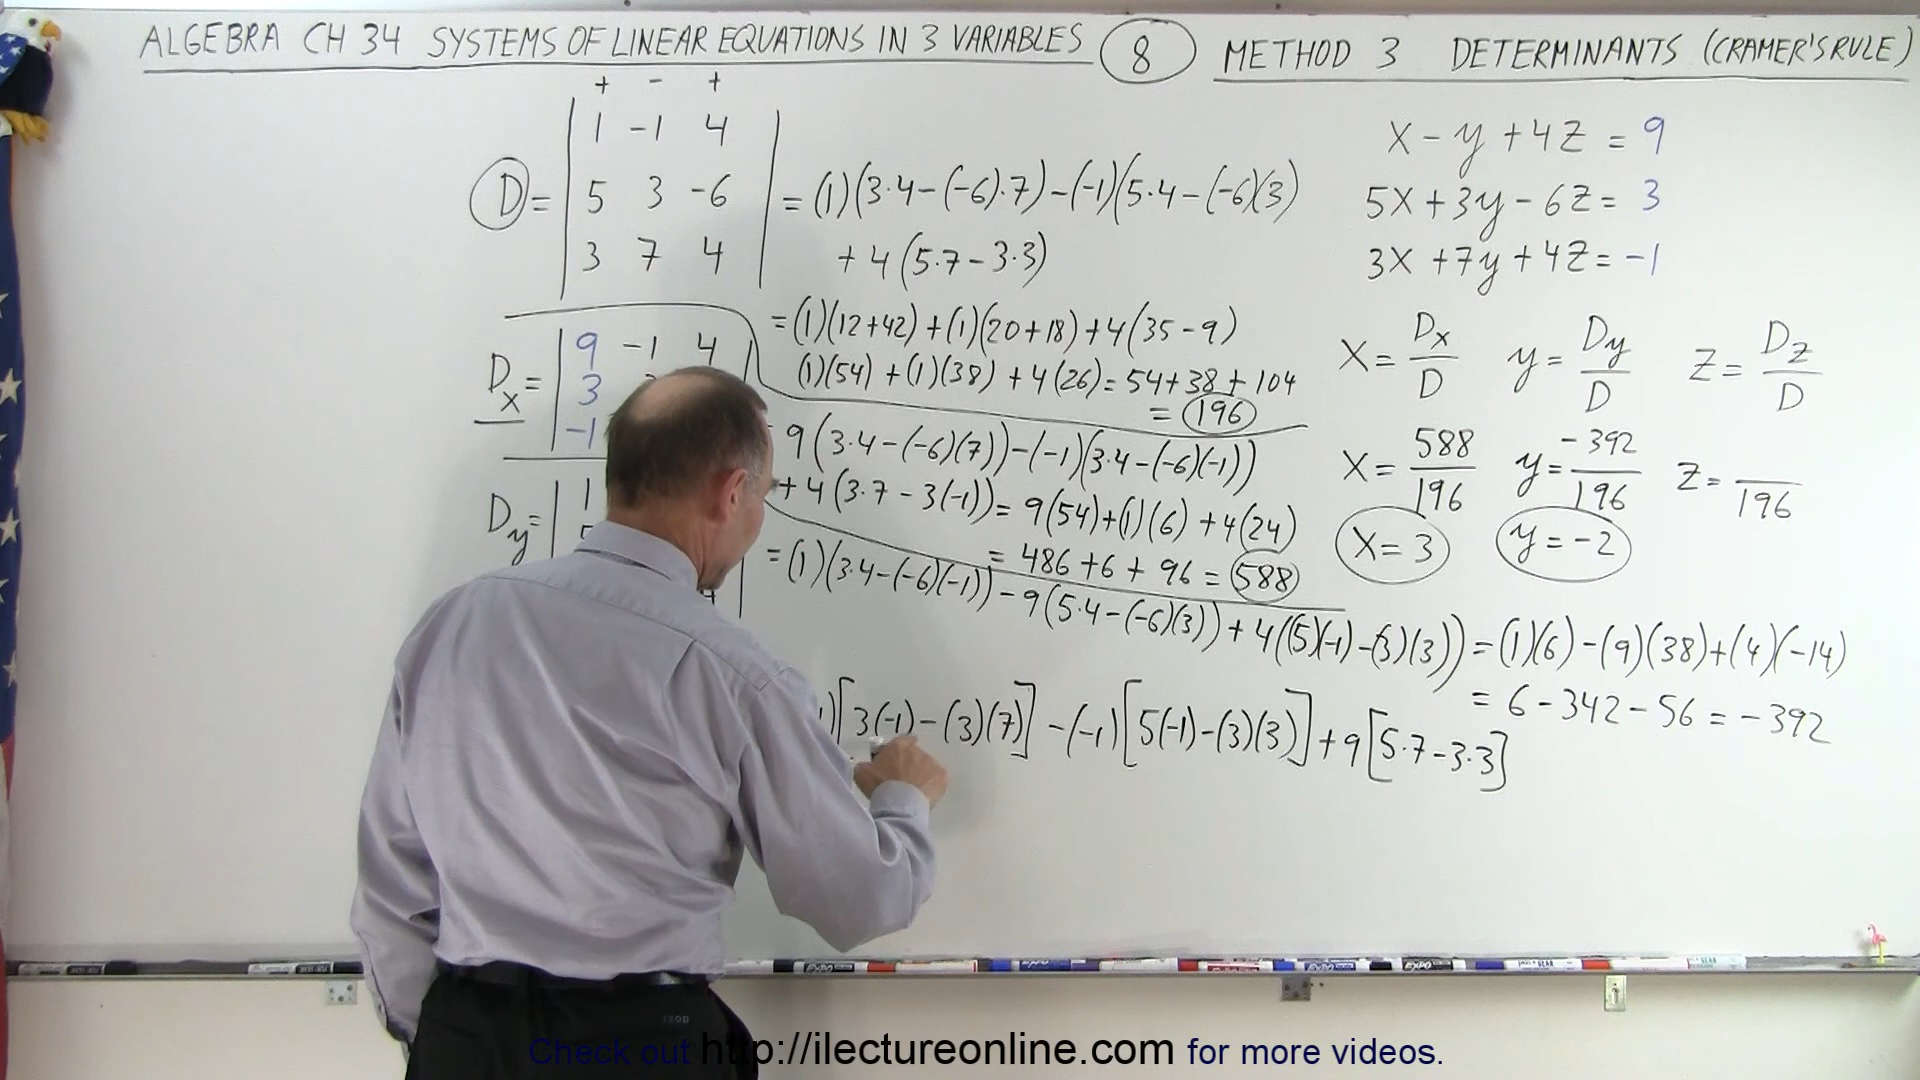 ALGEBRA CH 34 SYSTEMS OF LINEAR EQUATIONS IN 3 VARIABLES 8 METHOD 3 DETERMINANTS (CRAMER'S RULE)
+ - +
1 -1 4
D = 5 3 -6 = (1)(3·4-(-6)·7)-(-1)(5·4-(-6)(3)
3 7 4 + 4(5·7-3·3)
= (1)(12+42)+(1)(20+18)+4(35-9)
(1)(54)+(1)(38)+4(26)=54+38+104
= 196
9 -1 4
Dx = 3
-1
9(3·4-(-6)(7))-(-1)(3·4-(-6)(-1))
+4(3·7-3(-1))=9(54)+(1)(6)+4(24)
= 486+6+96=588
Dy = 1
=(1)(3·4-(-6)(-1))-9(5·4-(-6)(3))+4((5)(-1)-(3)(3))=(1)(6)-(9)(38)+(4)(-14)
= 6-342-56=-392
)[3(-1)-(3)(7)]-(-1)[5(-1)-(3)(3)]+9[5·7-3·3]
x-y+4z=9
5x+3y-6z=3
3x+7y+4z=-1
x= Dx/D y= Dy/D z= Dz/D
x= 588/196 y= -392/196 z= /196
x=3 y=-2
IZOD
EXPO
Check out http://ilectureonline.com for more videos.